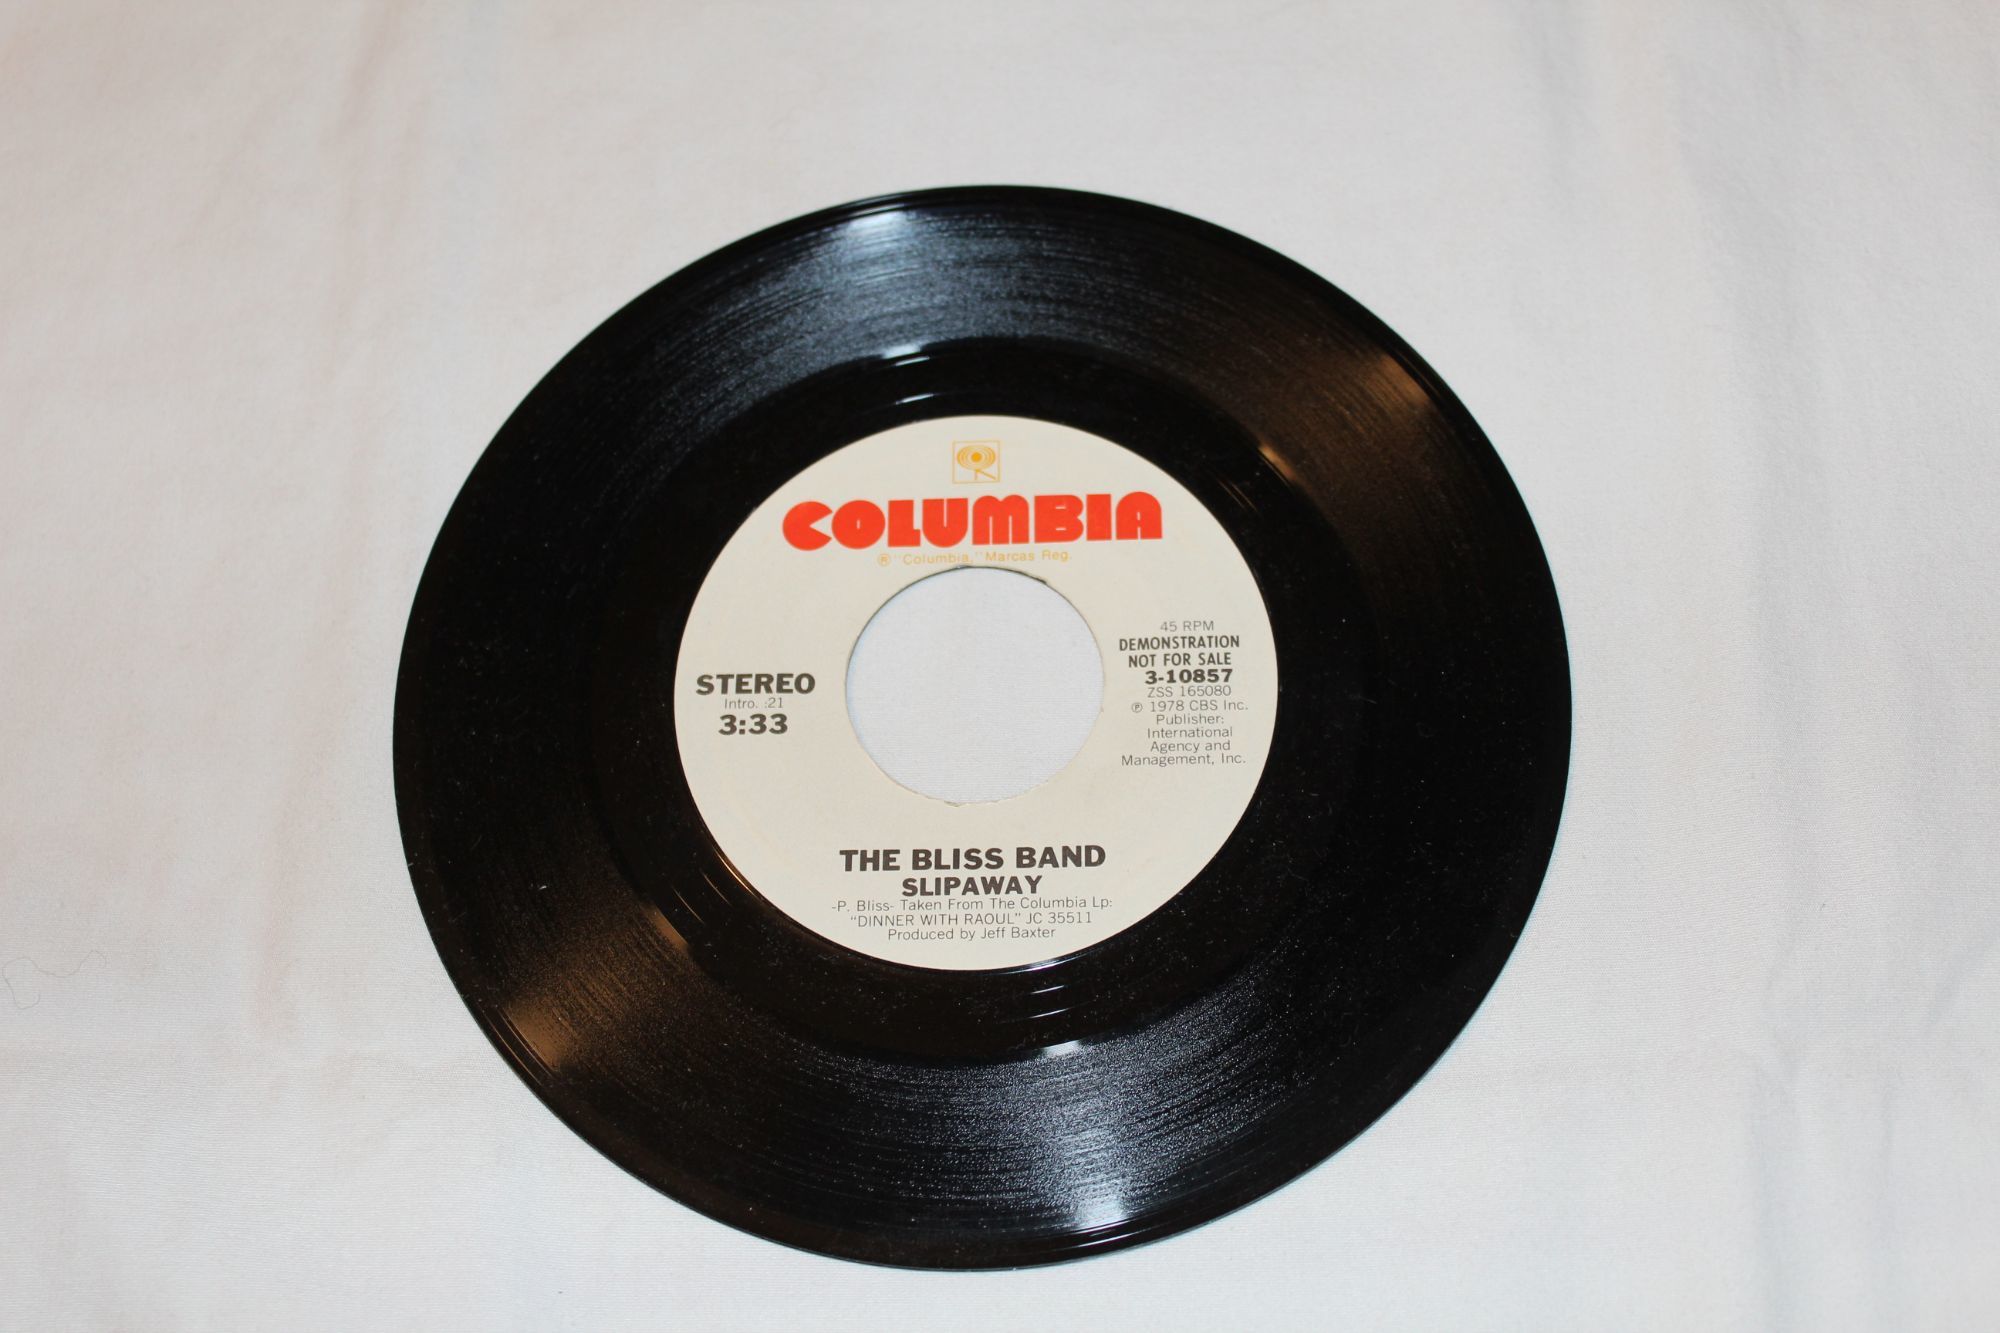 COLUMBIA
® "Columbia," Marcas Reg.
STEREO
Intro. :21
3:33
45 RPM
DEMONSTRATION
NOT FOR SALE
3-10857
ZSS 165080
℗ 1978 CBS Inc.
Publisher:
International
Agency and
Management, Inc.
THE BLISS BAND
SLIPAWAY
-P. Bliss- Taken From The Columbia Lp:
"DINNER WITH RAOUL" JC 35511
Produced by Jeff Baxter